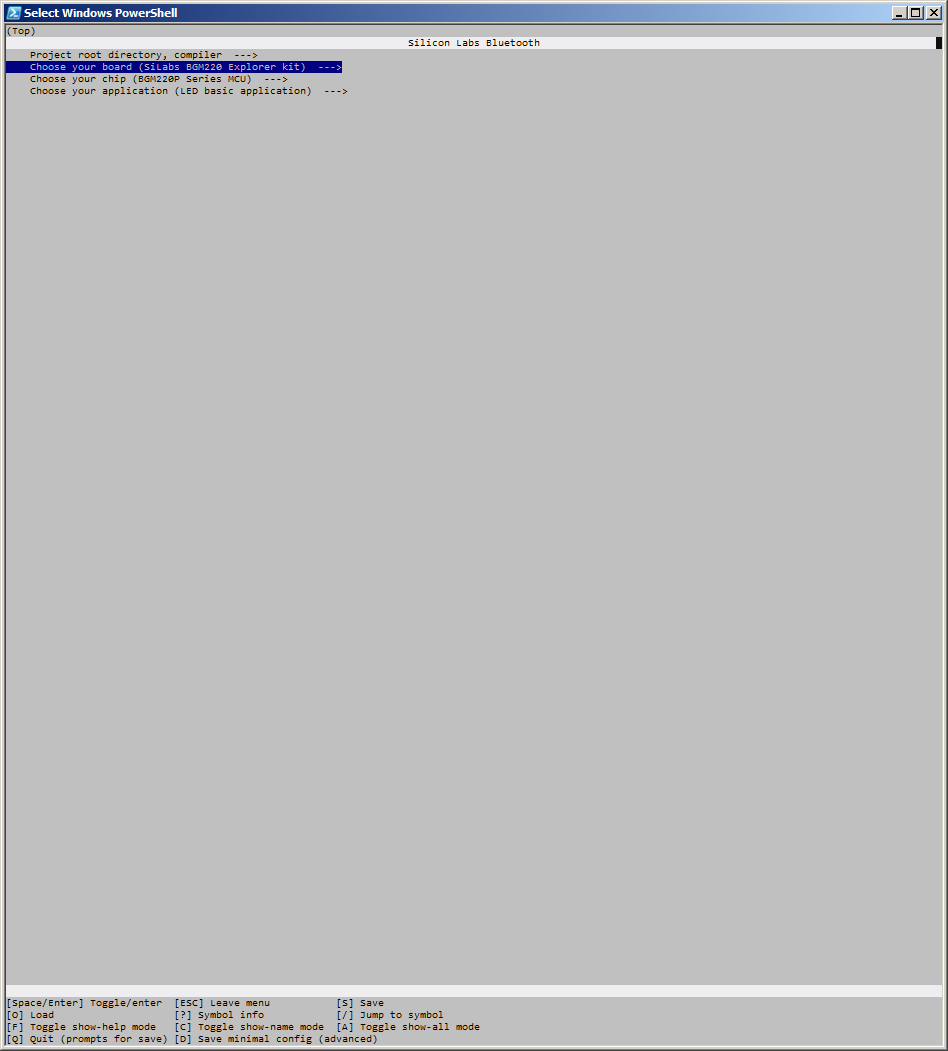 Select Windows PowerShell
(Top)
Silicon Labs Bluetooth
Project root directory, compiler  --->
Choose your board (SiLabs BGM220 Explorer kit)  --->
Choose your chip (BGM220P Series MCU)  --->
Choose your application (LED basic application)  --->
[Space/Enter] Toggle/enter  [ESC] Leave menu           [S] Save
[O] Load                    [?] Symbol info            [/] Jump to symbol
[F] Toggle show-help mode   [C] Toggle show-name mode  [A] Toggle show-all mode
[Q] Quit (prompts for save) [D] Save minimal config (advanced)